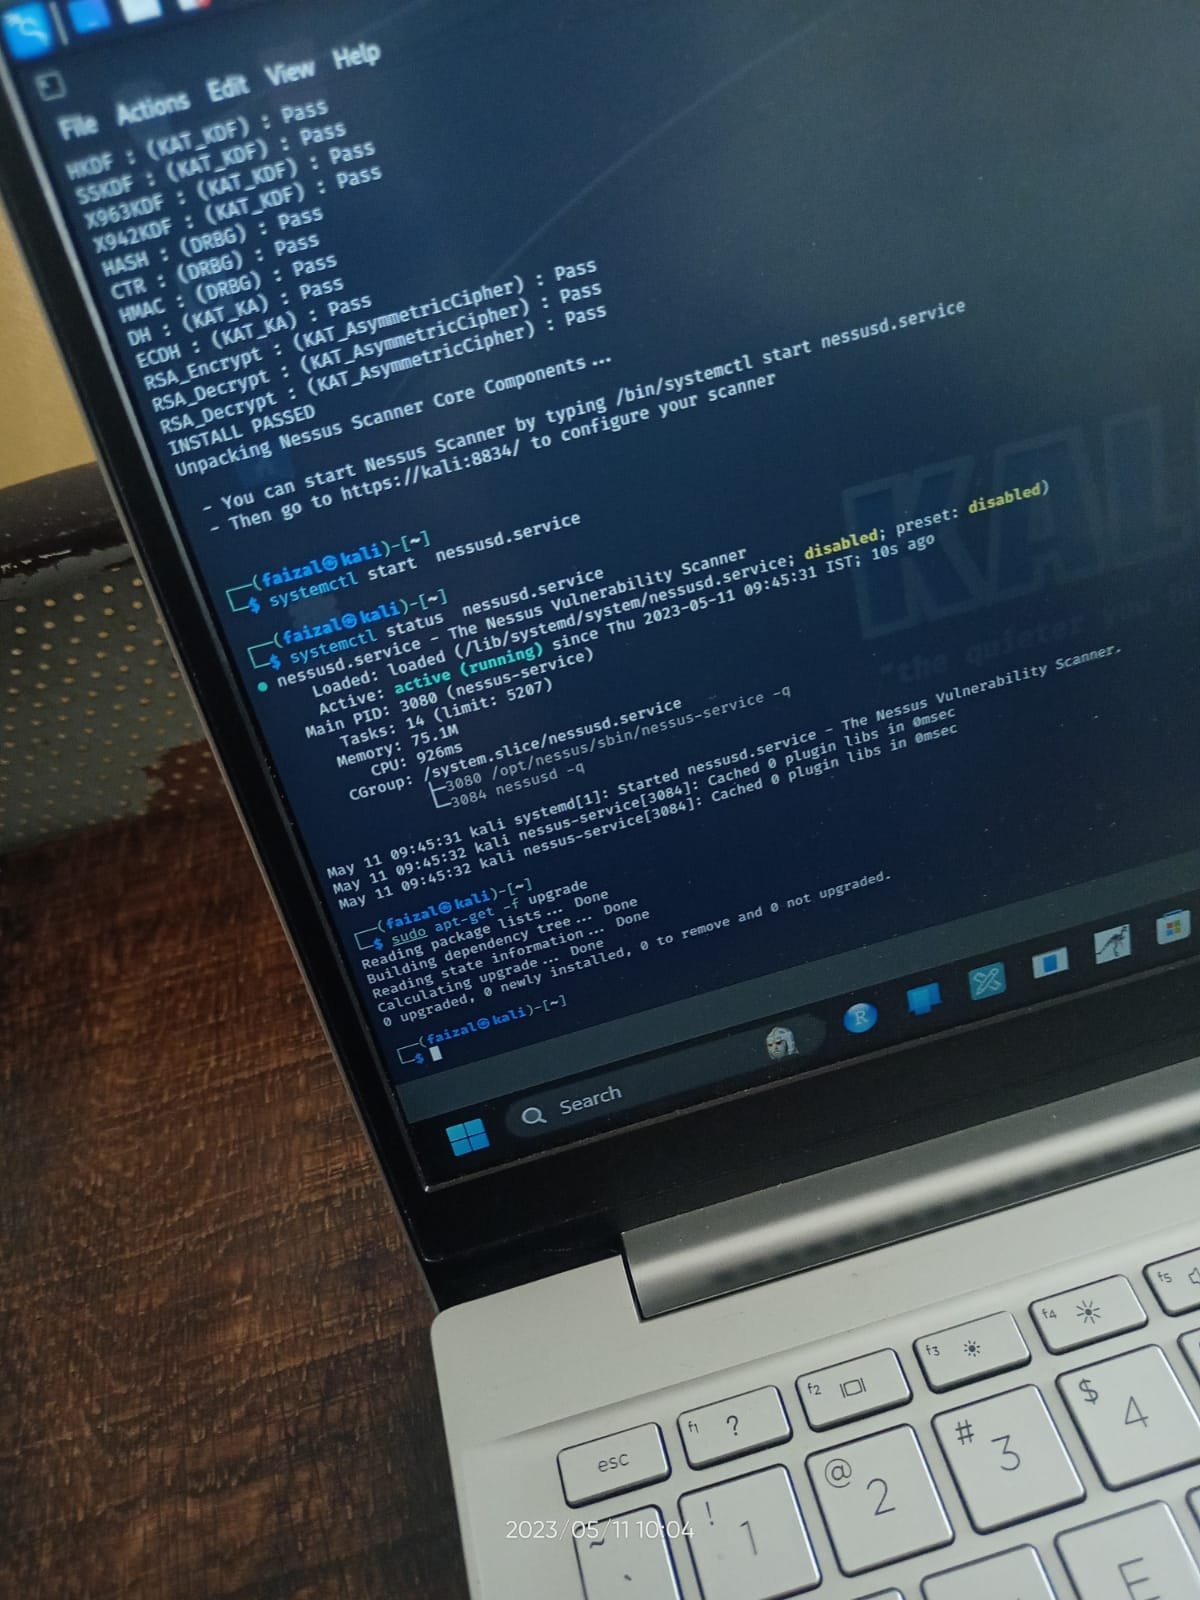 File Actions Edit View Help
HKDF : (KAT_KDF) : Pass
SSKDF : (KAT_KDF) : Pass
X963KDF : (KAT_KDF) : Pass
X942KDF : (KAT_KDF) : Pass
HASH : (DRBG) : Pass
CTR : (DRBG) : Pass
HMAC : (DRBG) : Pass
DH : (KAT_KA) : Pass
ECDH : (KAT_KA) : Pass
RSA_Encrypt : (KAT_AsymmetricCipher) : Pass
RSA_Decrypt : (KAT_AsymmetricCipher) : Pass
RSA_Decrypt : (KAT_AsymmetricCipher) : Pass
INSTALL PASSED
Unpacking Nessus Scanner Core Components...
- You can start Nessus Scanner by typing /bin/systemctl start nessusd.service
- Then go to https://kali:8834/ to configure your scanner
(faizal㉿kali)-[~]
$ systemctl start nessusd.service
(faizal㉿kali)-[~]
$ systemctl status nessusd.service
● nessusd.service - The Nessus Vulnerability Scanner
Loaded: loaded (/lib/systemd/system/nessusd.service; disabled; preset: disabled)
Active: active (running) since Thu 2023-05-11 09:45:31 IST; 10s ago
Main PID: 3080 (nessus-service)
Tasks: 14 (limit: 5207)
Memory: 75.1M
CPU: 926ms
CGroup: /system.slice/nessusd.service
├─3080 /opt/nessus/sbin/nessus-service -q
└─3084 nessusd -q
May 11 09:45:31 kali systemd[1]: Started nessusd.service - The Nessus Vulnerability Scanner.
May 11 09:45:32 kali nessus-service[3084]: Cached 0 plugin libs in 0msec
May 11 09:45:32 kali nessus-service[3084]: Cached 0 plugin libs in 0msec
(faizal㉿kali)-[~]
$ sudo apt-get -f upgrade
Reading package lists... Done
Building dependency tree... Done
Reading state information... Done
Calculating upgrade... Done
0 upgraded, 0 newly installed, 0 to remove and 0 not upgraded.
(faizal㉿kali)-[~]
$
KAL
"the quieter you
Search
R
esc f1 ? f2 f3 f4 f5
~ ` ! 1 @ 2 # 3 $ 4
E
2023/05/11 10:04